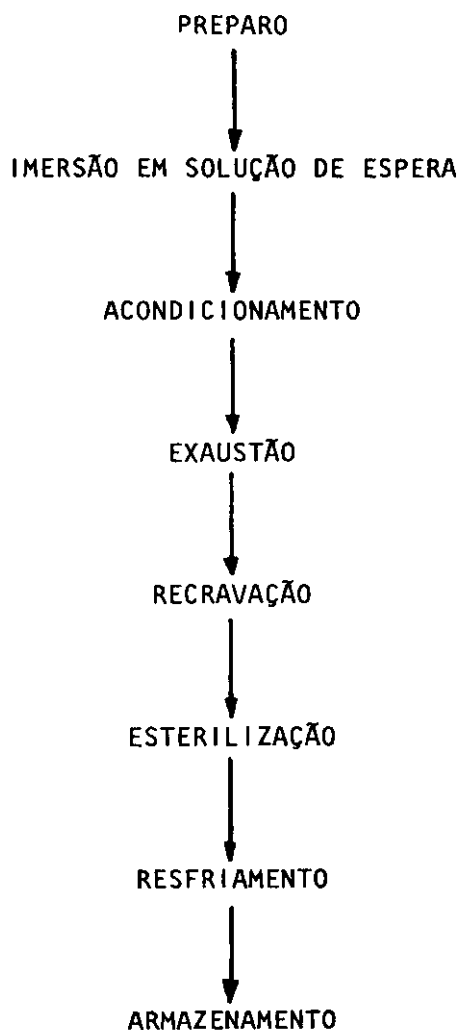 PREPARO
IMERSÃO EM SOLUÇÃO DE ESPERA
ACONDICIONAMENTO
EXAUSTÃO
RECRAVAÇÃO
ESTERILIZAÇÃO
RESFRIAMENTO
ARMAZENAMENTO